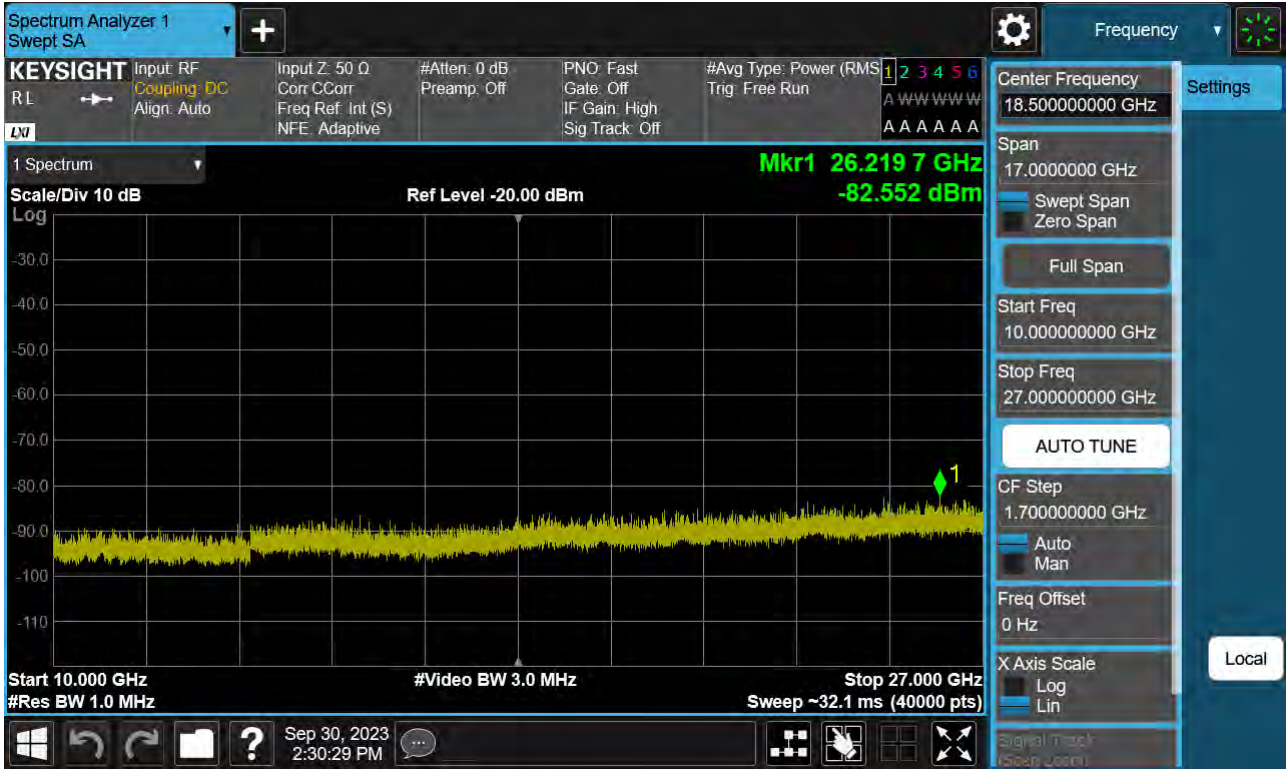 Spectrum Analyzer 1
Swept SA
+
Frequency
KEYSIGHT
R L
LXI
Input: RF
Coupling: DC
Align: Auto
Input Z: 50 Ω
Corr CCorr
Freq Ref: Int (S)
NFE: Adaptive
#Atten: 0 dB
Preamp: Off
PNO: Fast
Gate: Off
IF Gain: High
Sig Track: Off
#Avg Type: Power (RMS
Trig: Free Run
1 2 3 4 5 6
A W W W W W
A A A A A A
1 Spectrum
Scale/Div 10 dB
Log
Ref Level -20.00 dBm
Mkr1 26.219 7 GHz
-82.552 dBm
-30.0
-40.0
-50.0
-60.0
-70.0
-80.0
-90.0
-100
-110
1
Start 10.000 GHz
#Res BW 1.0 MHz
#Video BW 3.0 MHz
Stop 27.000 GHz
Sweep ~32.1 ms (40000 pts)
Center Frequency
18.500000000 GHz
Span
17.0000000 GHz
Swept Span
Zero Span
Full Span
Start Freq
10.000000000 GHz
Stop Freq
27.000000000 GHz
AUTO TUNE
CF Step
1.700000000 GHz
Auto
Man
Freq Offset
0 Hz
X Axis Scale
Log
Lin
Signal Track
(Span Zoom)
Settings
Local
?
Sep 30, 2023
2:30:29 PM